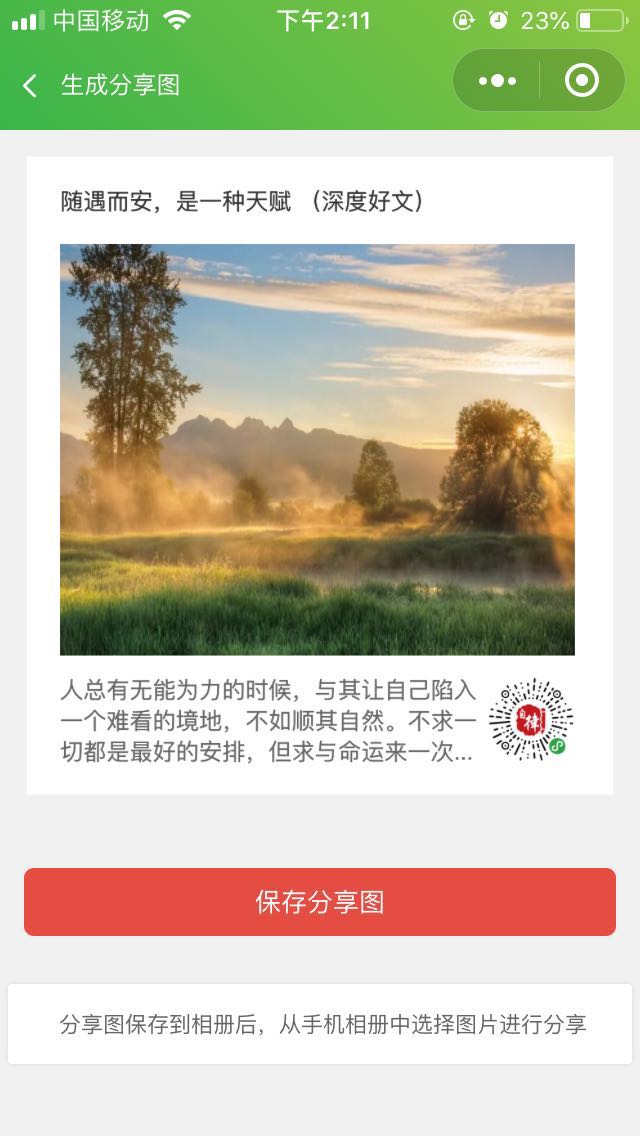 中国移动
下午2:11
23%
生成分享图
随遇而安，是一种天赋 （深度好文）
人总有无能为力的时候，与其让自己陷入
一个难看的境地，不如顺其自然。不求一
切都是最好的安排，但求与命运来一次...
自律
保存分享图
分享图保存到相册后，从手机相册中选择图片进行分享